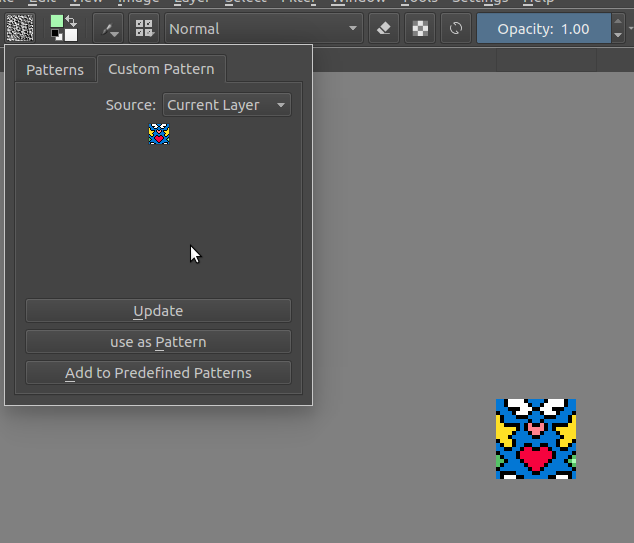 Normal
Opacity: 1.00
Patterns
Custom Pattern
Source: Current Layer
Update
use as Pattern
Add to Predefined Patterns